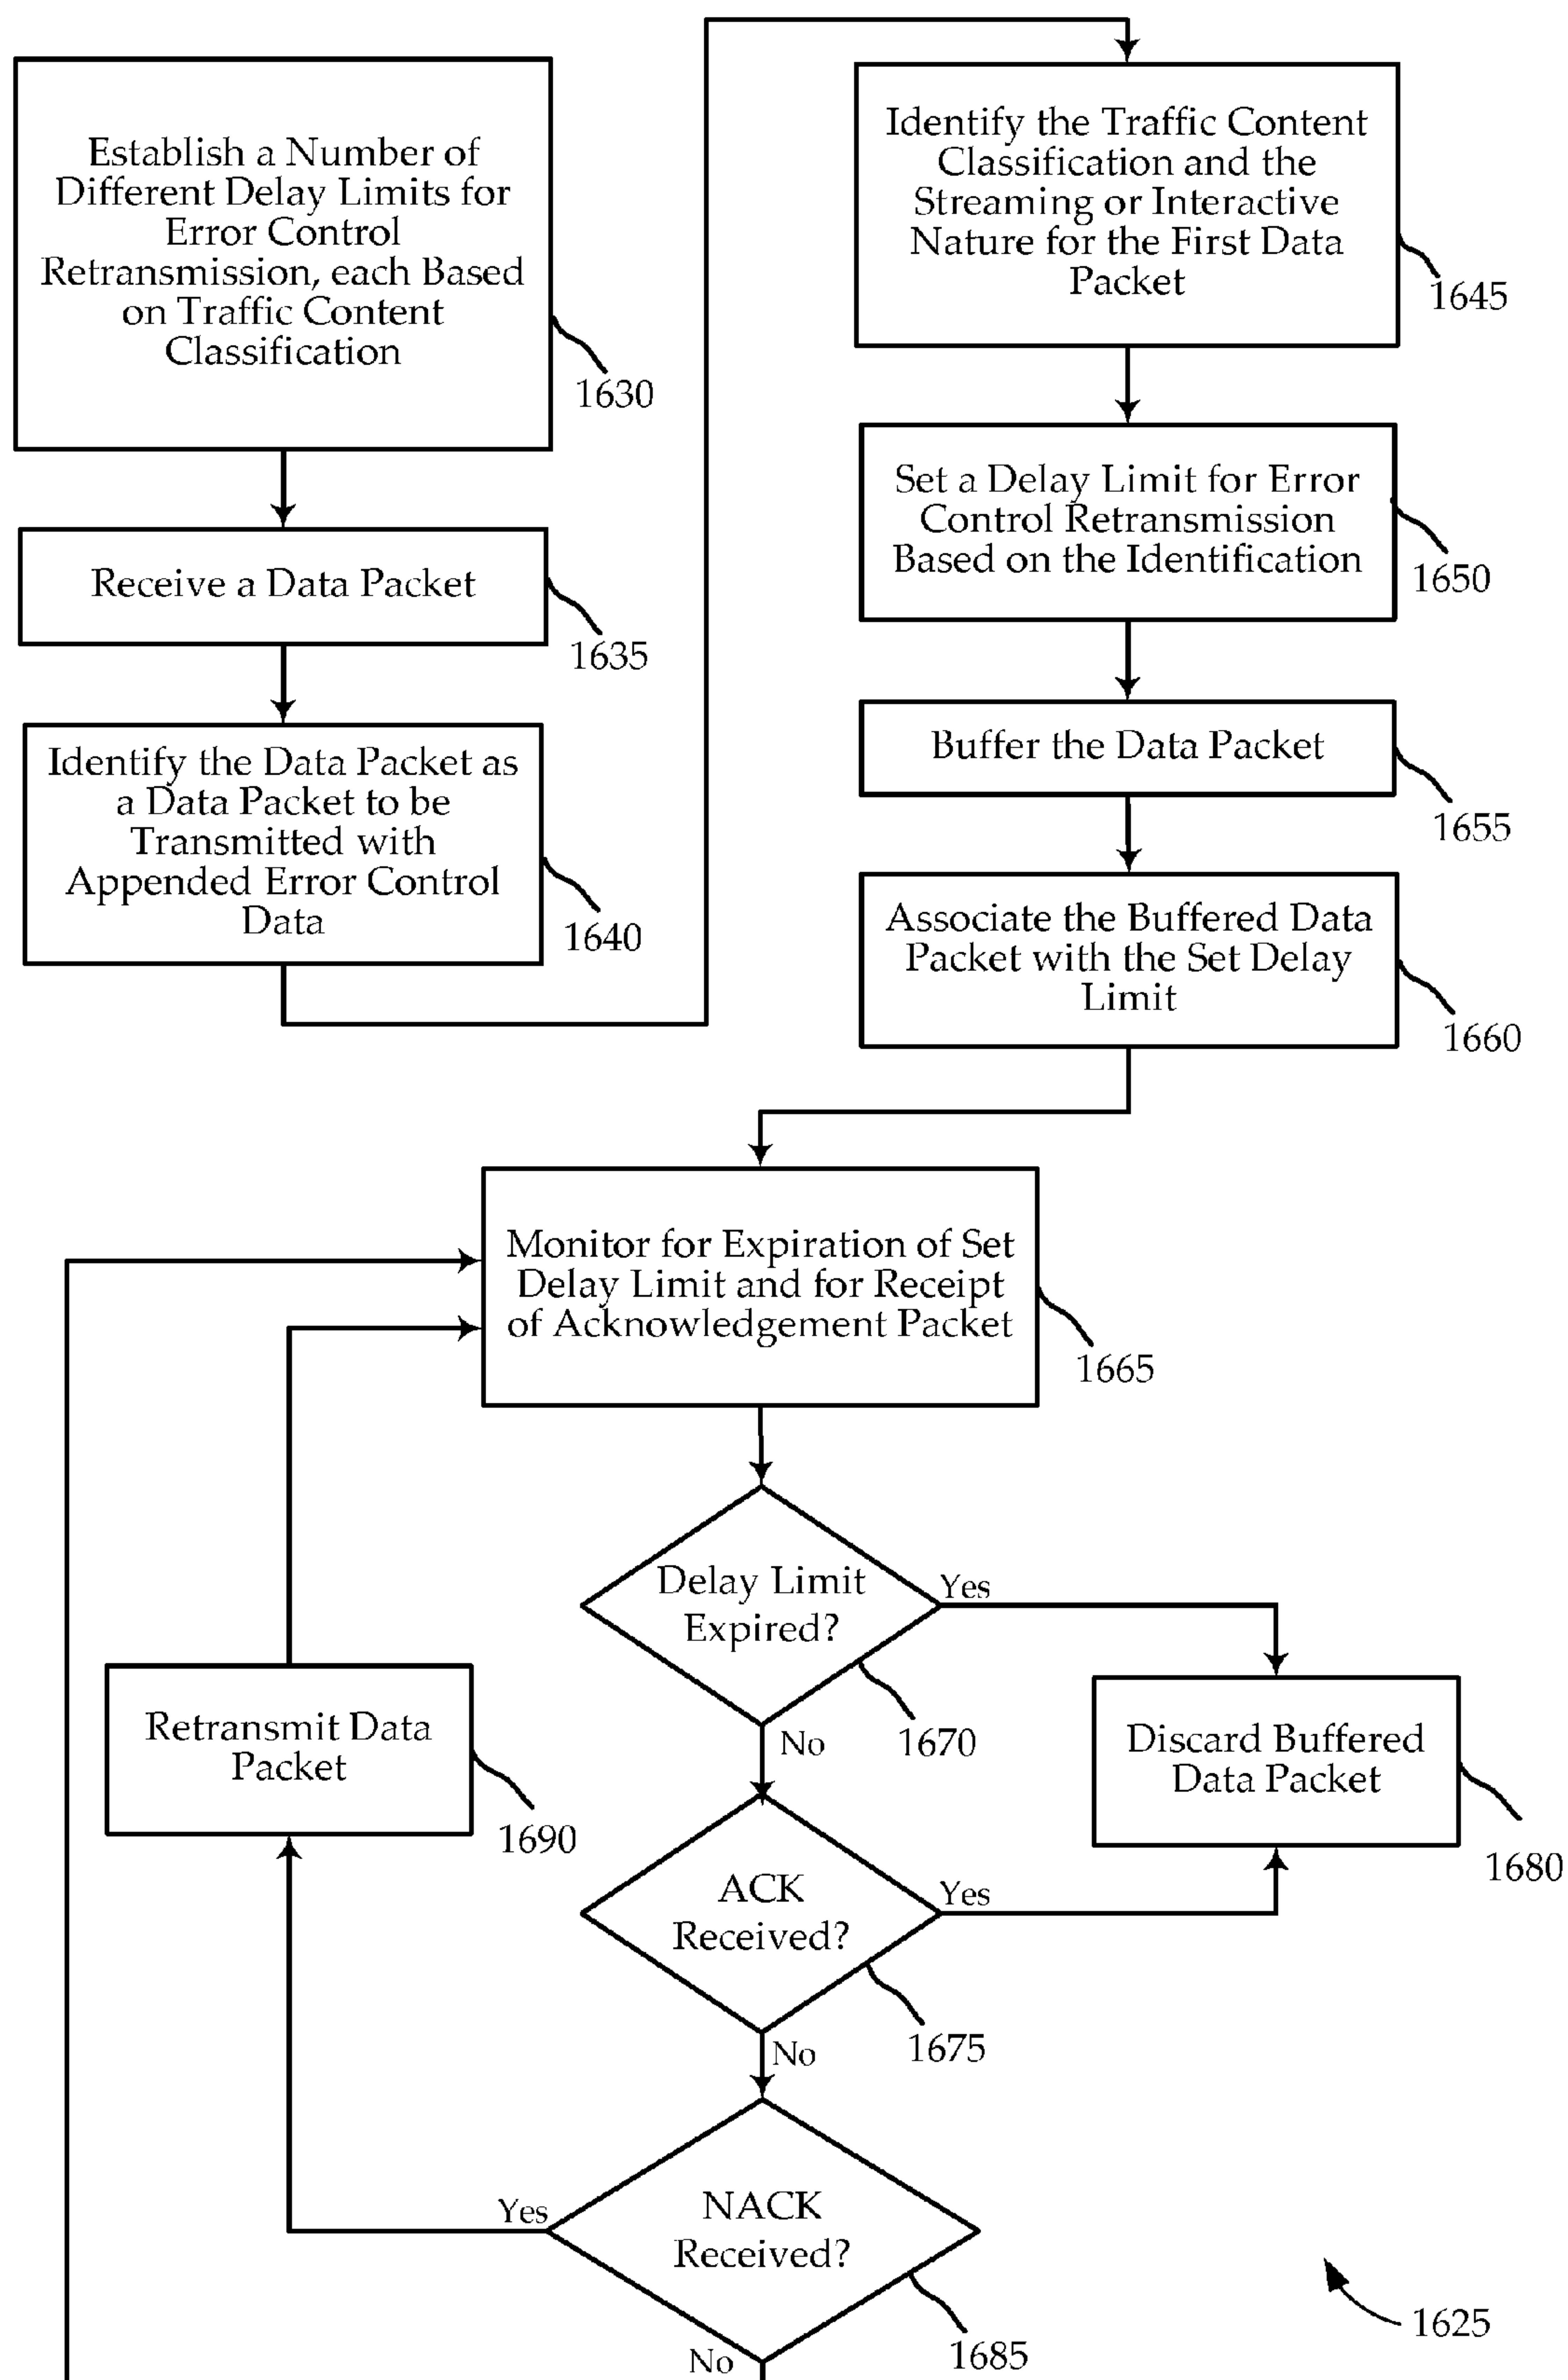 Establish a Number of
Different Delay Limits for
Error Control
Retransmission, each Based
on Traffic Content
Classification
1630
Receive a Data Packet
1635
Identify the Data Packet as
a Data Packet to be
Transmitted with
Appended Error Control
Data
1640
Identify the Traffic Content
Classification and the
Streaming or Interactive
Nature for the First Data
Packet
1645
Set a Delay Limit for Error
Control Retransmission
Based on the Identification
1650
Buffer the Data Packet
1655
Associate the Buffered Data
Packet with the Set Delay
Limit
1660
Monitor for Expiration of Set
Delay Limit and for Receipt
of Acknowledgement Packet
1665
Delay Limit
Expired?
Yes
No
1670
Retransmit Data
Packet
1690
Discard Buffered
Data Packet
1680
ACK
Received?
Yes
No
1675
NACK
Received?
Yes
No
1685
1625